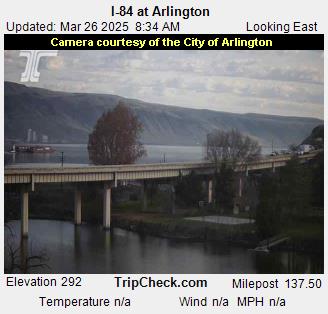 I-84 at Arlington
Updated: Mar 26 2025 8:34 AM Looking East
Camera courtesy of the City of Arlington
Elevation 292 TripCheck.com Milepost 137.50
Temperature n/a Wind n/a MPH n/a